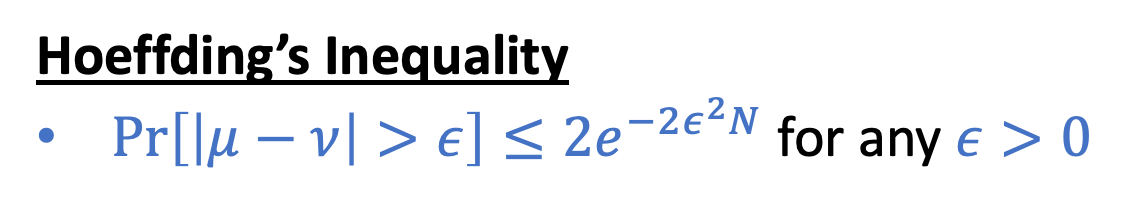 Hoeffding's Inequality
• Pr[|μ − ν| > ϵ] ≤ 2e^{−2ϵ²N} for any ϵ > 0